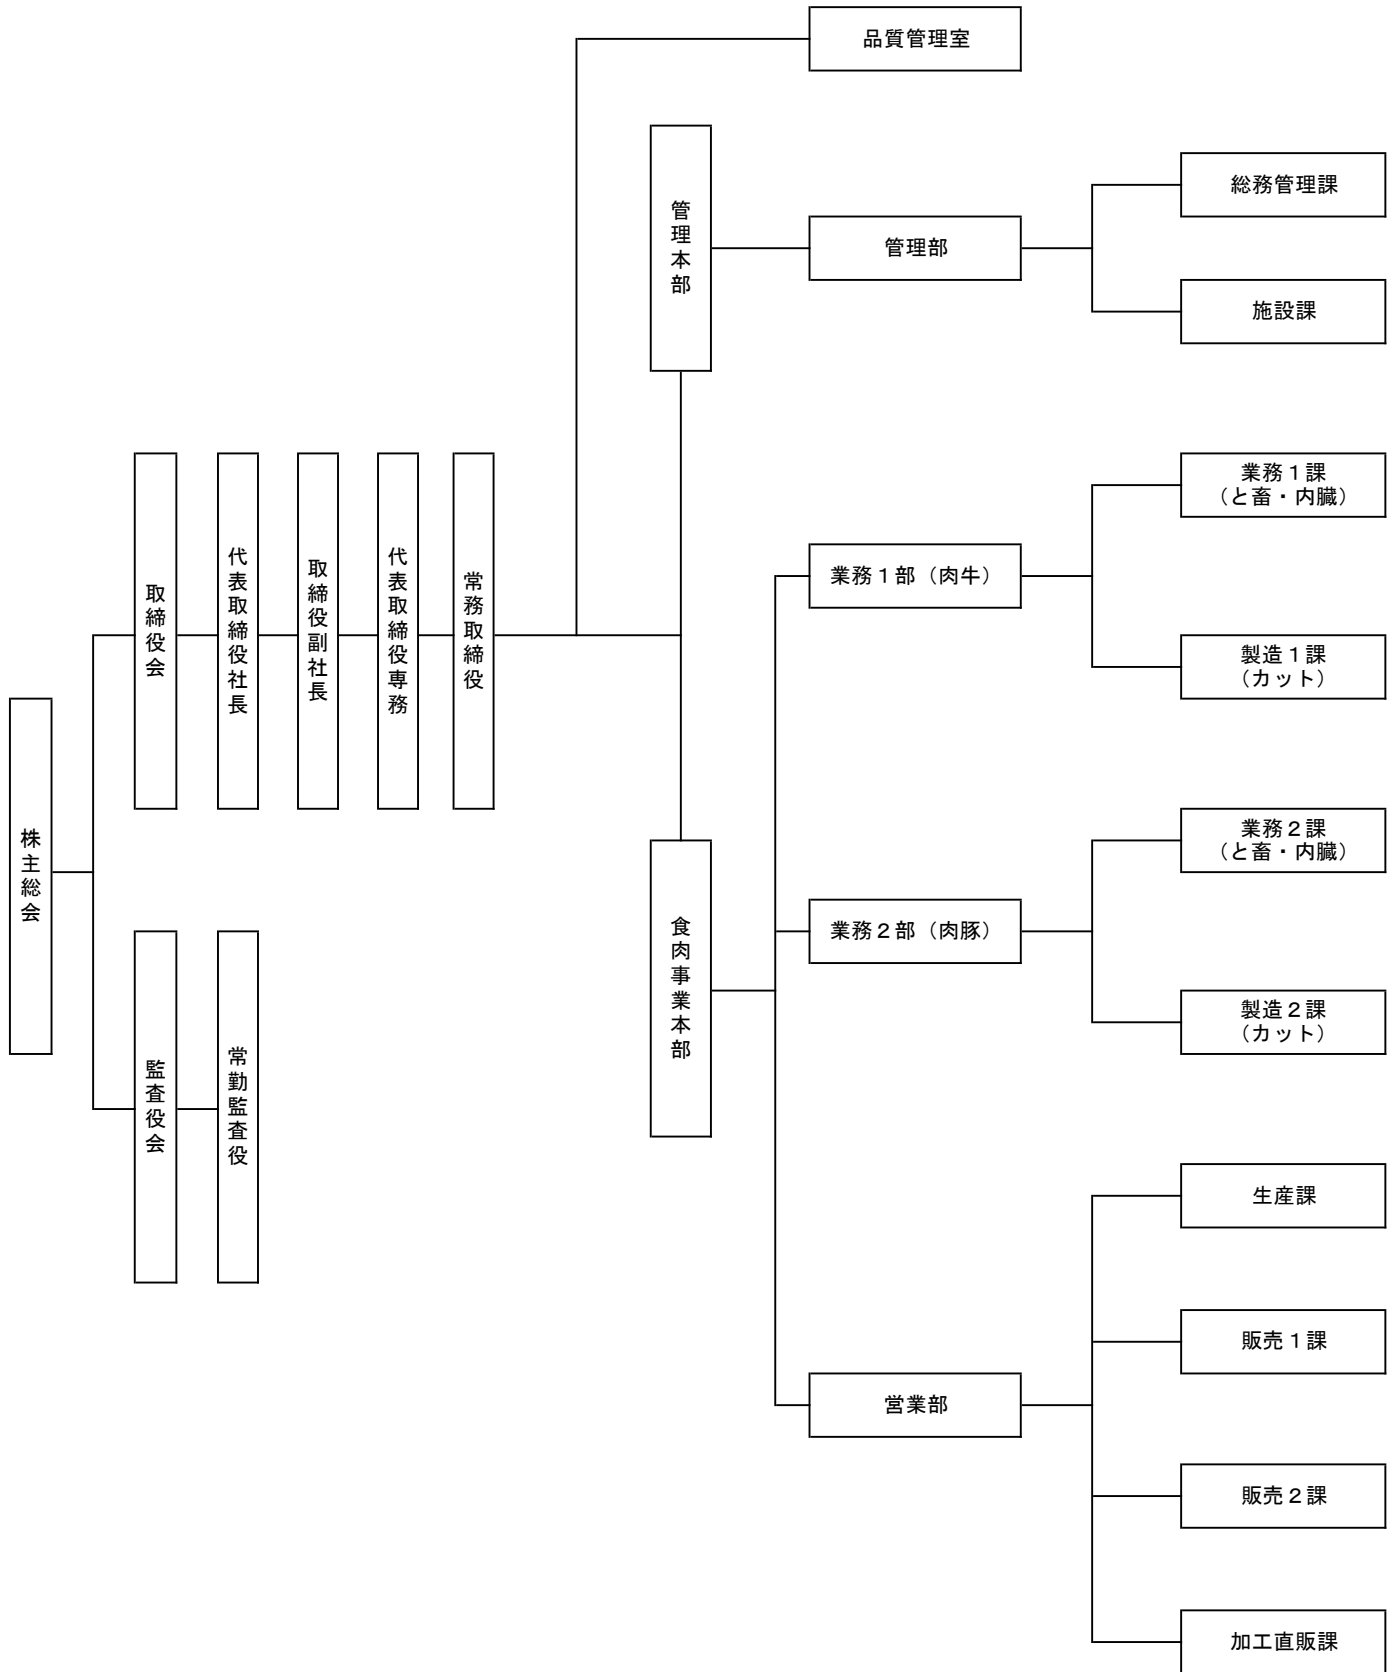 株主総会
取締役会
代表取締役社長
取締役副社長
代表取締役専務
常務取締役
監査役会
常勤監査役
品質管理室
管理本部
管理部
総務管理課
施設課
食肉事業本部
業務1部（肉牛）
業務1課
（と畜・内臓）
製造1課
（カット）
業務2部（肉豚）
業務2課
（と畜・内臓）
製造2課
（カット）
営業部
生産課
販売1課
販売2課
加工直販課